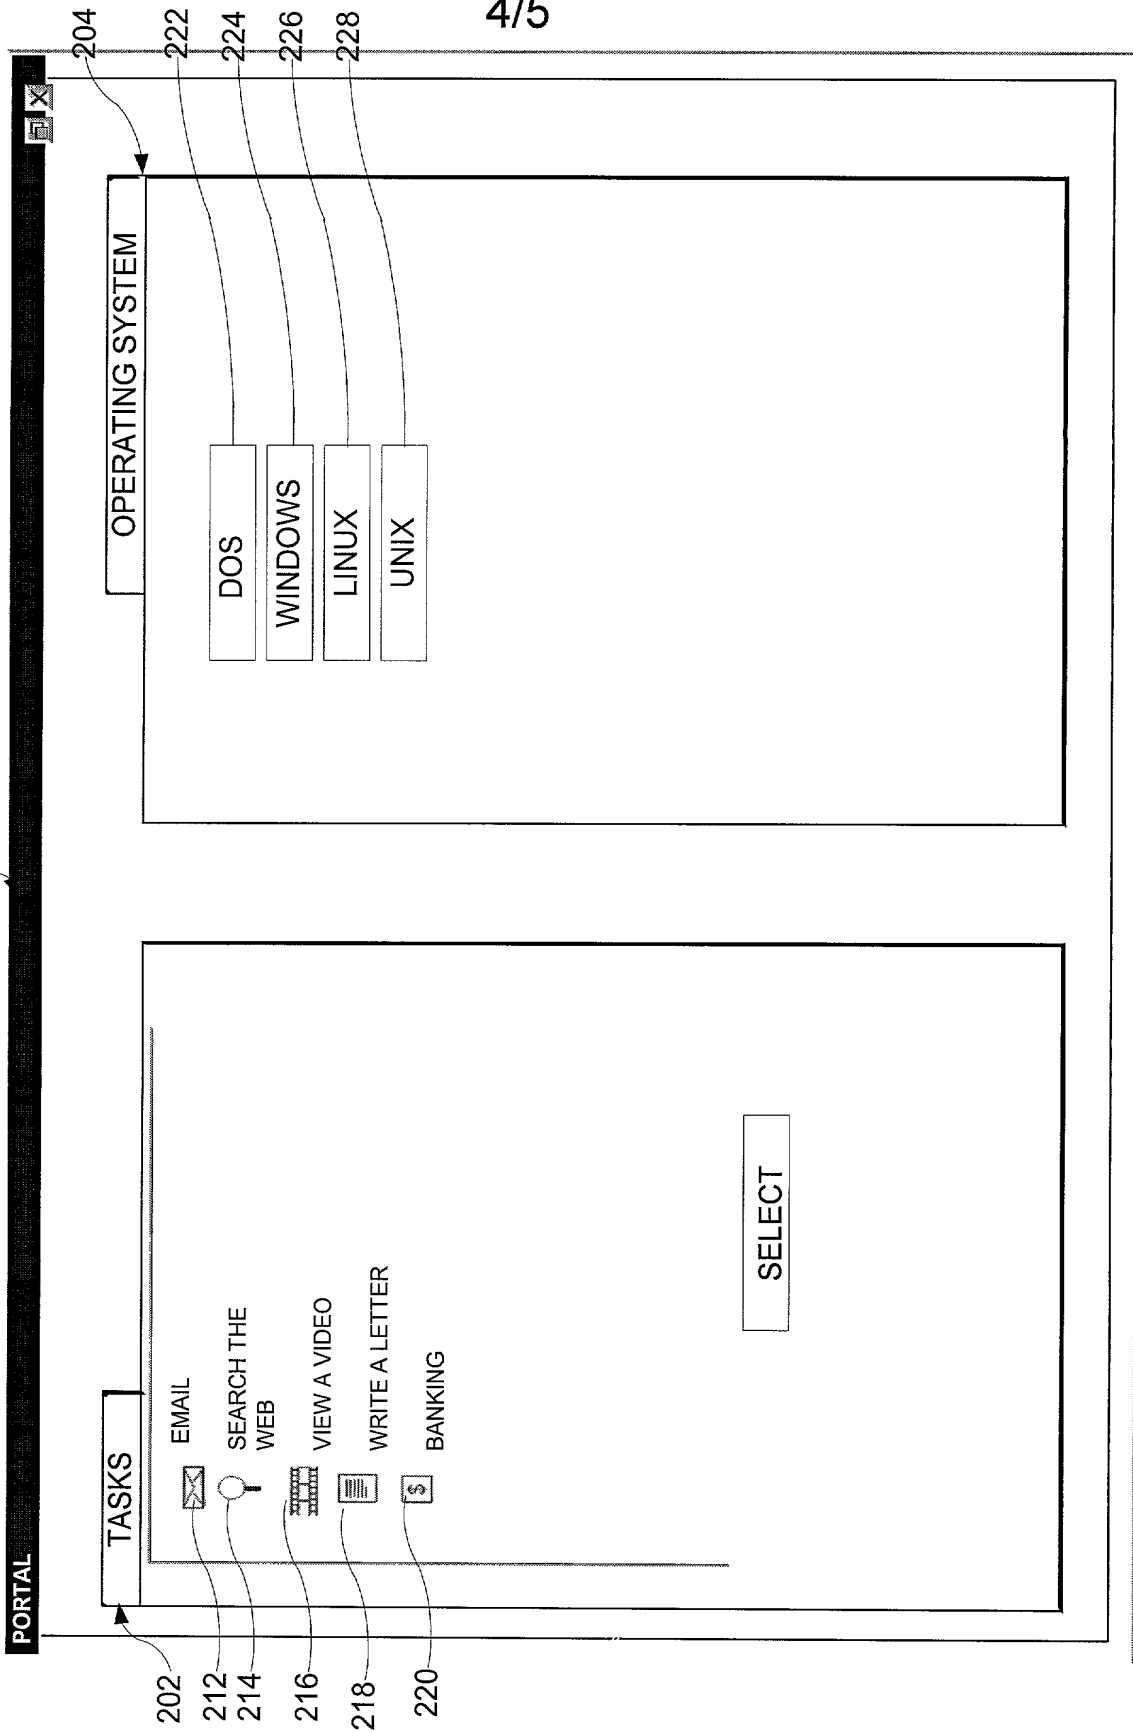 4/5
PORTAL
TASKS
202
212
EMAIL
214
SEARCH THE
WEB
216
VIEW A VIDEO
218
WRITE A LETTER
220
BANKING
SELECT
OPERATING SYSTEM
204
DOS
222
WINDOWS
224
LINUX
226
UNIX
228